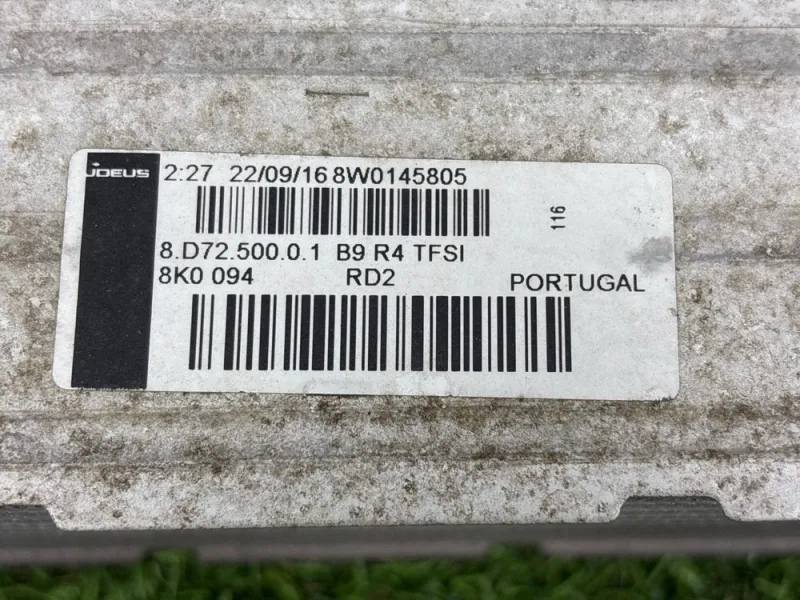 JDEUS 2:27 22/09/16 8W0145805
116
8.D72.500.0.1 B9 R4 TFSI
8K0 094 RD2 PORTUGAL